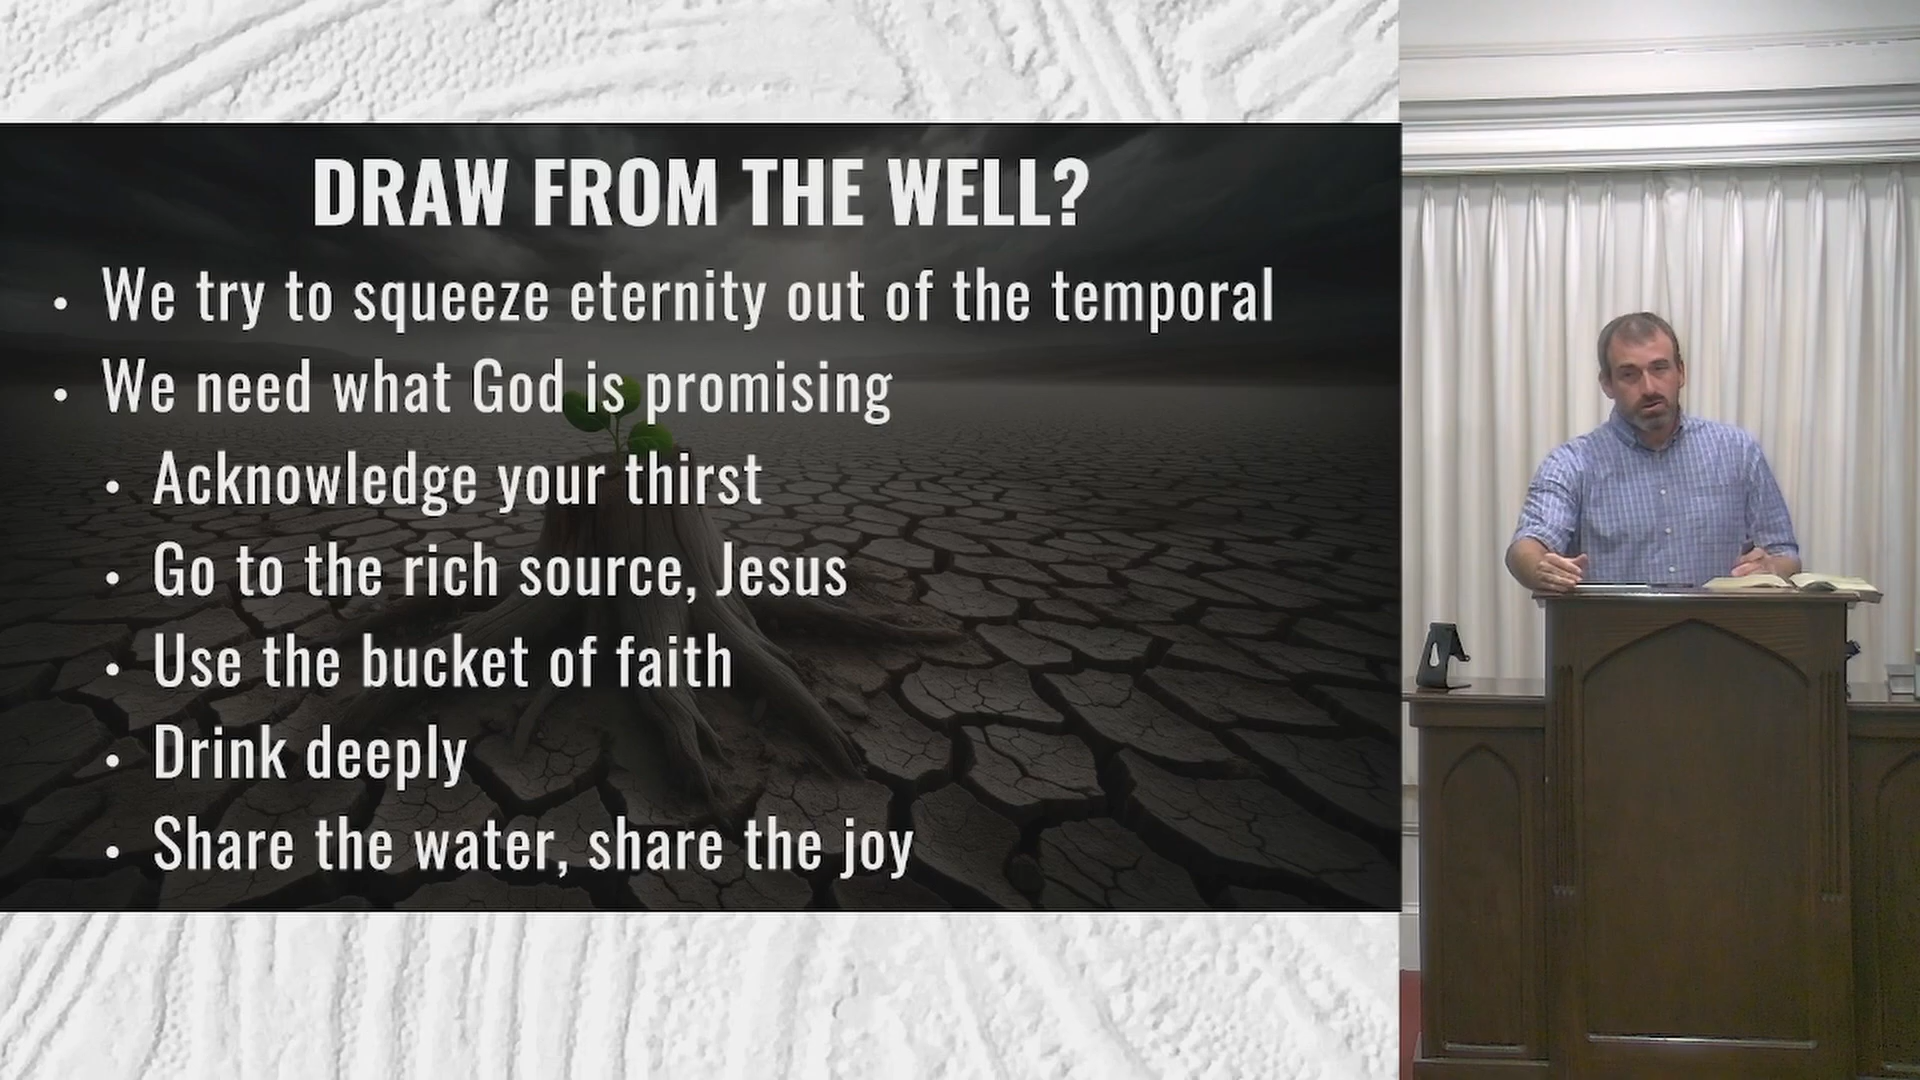 DRAW FROM THE WELL?
• We try to squeeze eternity out of the temporal
• We need what God is promising
• Acknowledge your thirst
• Go to the rich source, Jesus
• Use the bucket of faith
• Drink deeply
• Share the water, share the joy